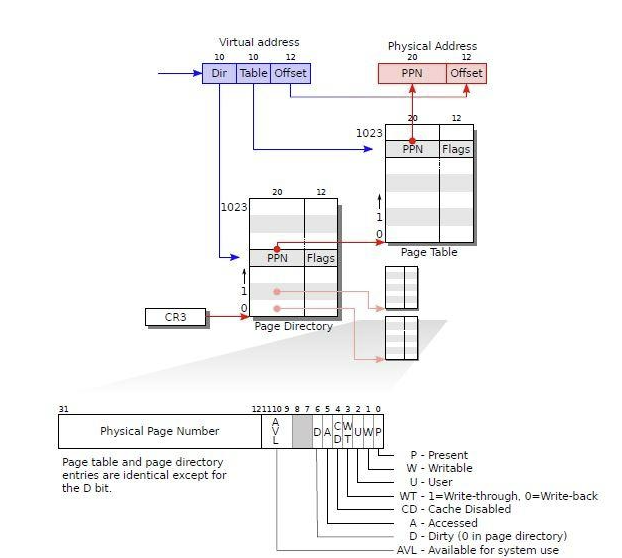 Virtual address
10 10 12
Dir Table Offset
Physical Address
20 12
PPN Offset
20 12
1023
PPN Flags
1
0
Page Table
20 12
1023
PPN Flags
1
0
Page Directory
CR3
31 121110 9 8 7 6 5 4 3 2 1 0
Physical Page Number AVL D A CD WT U W P
Page table and page directory
entries are identical except for
the D bit.
P - Present
W - Writable
U - User
WT - 1=Write-through, 0=Write-back
CD - Cache Disabled
A - Accessed
D - Dirty (0 in page directory)
AVL - Available for system use